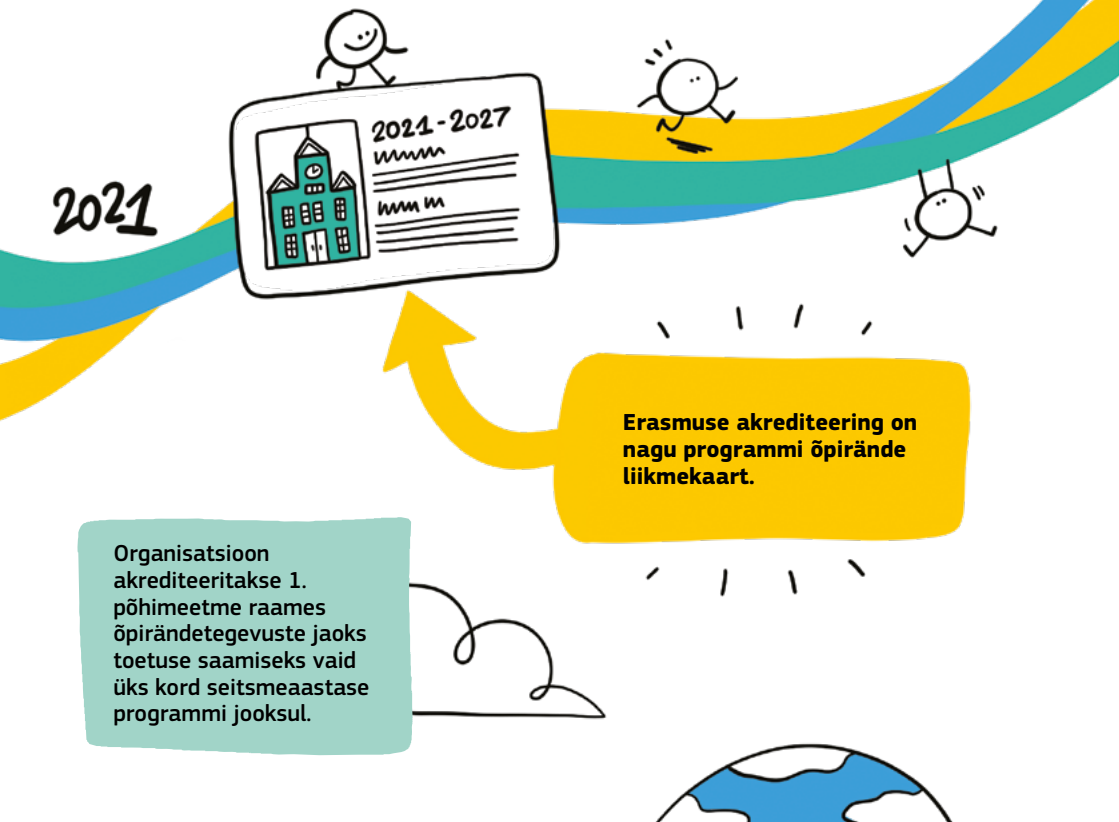 2021
2021-2027
Erasmuse akrediteering on
nagu programmi õpirände
liikmekaart.
Organisatsioon
akrediteeritakse 1.
põhimeetme raames
õpirändetegevuste jaoks
toetuse saamiseks vaid
üks kord seitsmeaastase
programmi jooksul.